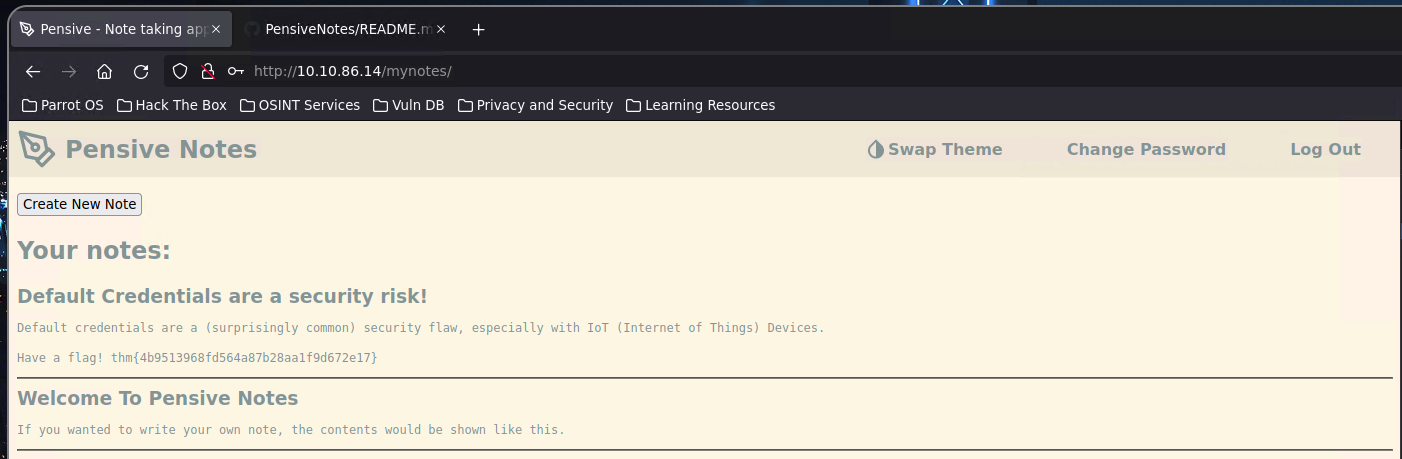 Pensive - Note taking app
PensiveNotes/README.m
http://10.10.86.14/mynotes/
Parrot OS Hack The Box OSINT Services Vuln DB Privacy and Security Learning Resources
Pensive Notes Swap Theme Change Password Log Out
Create New Note
Your notes:
Default Credentials are a security risk!
Default credentials are a (surprisingly common) security flaw, especially with IoT (Internet of Things) Devices.
Have a flag! thm{4b9513968fd564a87b28aa1f9d672e17}
Welcome To Pensive Notes
If you wanted to write your own note, the contents would be shown like this.